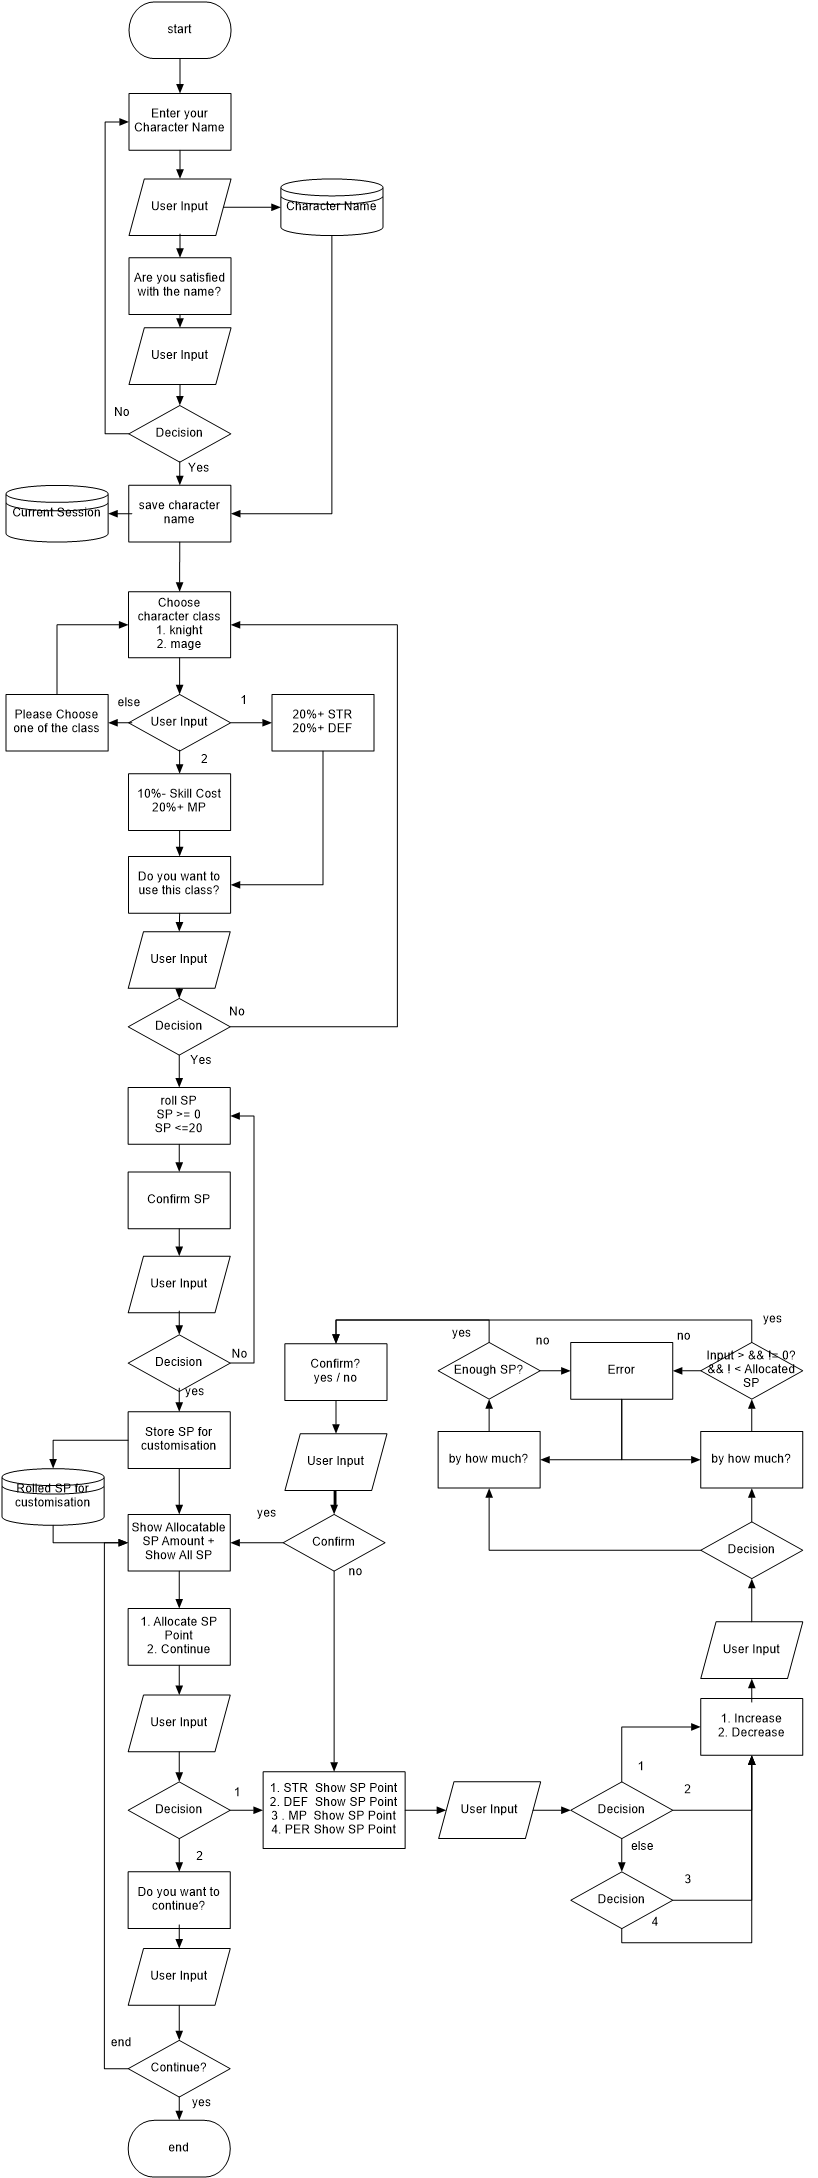 start
Enter your
Character Name
User Input
Character Name
Are you satisfied
with the name?
User Input
No
Decision
Yes
Current Session
save character
name
Choose
character class
1. knight
2. mage
Please Choose
one of the class
else
User Input
1
20%+ STR
20%+ DEF
2
10%- Skill Cost
20%+ MP
Do you want to
use this class?
User Input
Decision
No
Yes
roll SP
SP >= 0
SP <=20
Confirm SP
User Input
Decision
No
yes
Store SP for
customisation
Rolled SP for
customisation
Show Allocatable
SP Amount +
Show All SP
yes
Confirm?
yes / no
User Input
Confirm
no
yes
Enough SP?
no
Error
no
yes
Input > && != 0?
&& ! < Allocated
SP
by how much?
by how much?
Decision
User Input
1. Increase
2. Decrease
1. Allocate SP
Point
2. Continue
User Input
Decision
1
2
1. STR  Show SP Point
2. DEF  Show SP Point
3 . MP  Show SP Point
4. PER Show SP Point
User Input
Decision
1
2
else
Decision
3
4
Do you want to
continue?
User Input
end
Continue?
yes
end